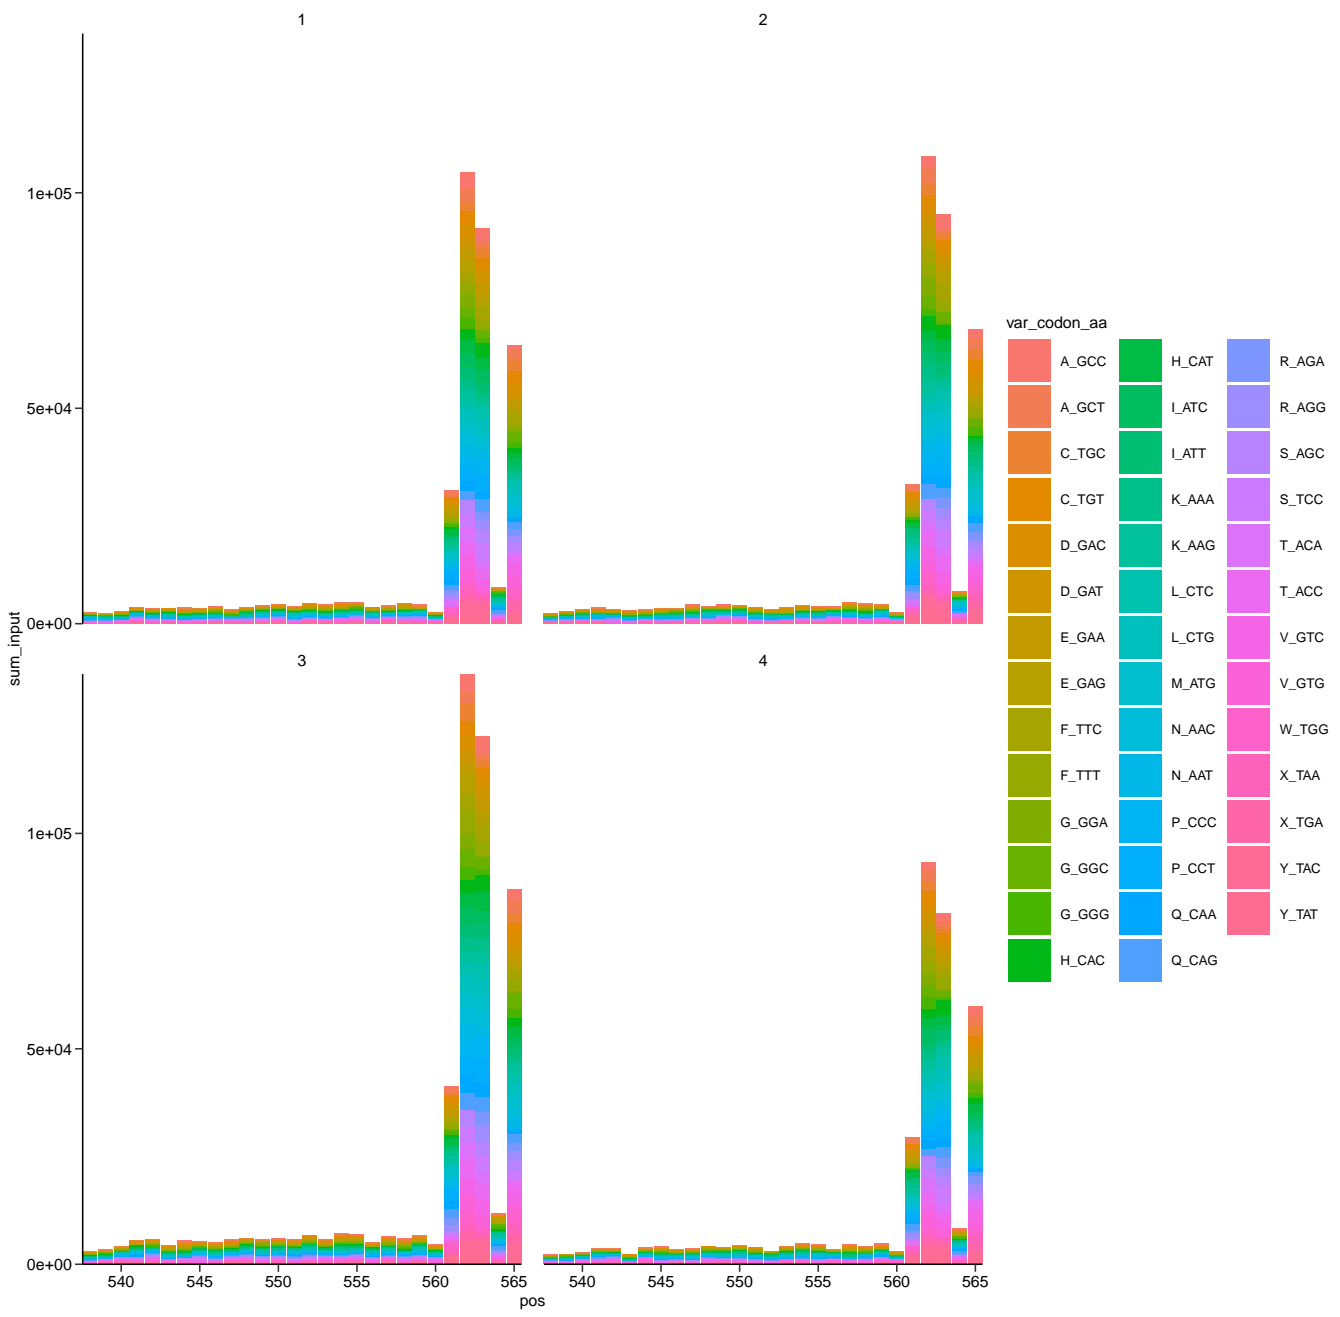 1
2
1e+05
5e+04
0e+00
3
4
1e+05
5e+04
0e+00
540
545
550
555
560
565
540
545
550
555
560
565
pos
sum_input
var_codon_aa
A_GCC
A_GCT
C_TGC
C_TGT
D_GAC
D_GAT
E_GAA
E_GAG
F_TTC
F_TTT
G_GGA
G_GGC
G_GGG
H_CAC
H_CAT
I_ATC
I_ATT
K_AAA
K_AAG
L_CTC
L_CTG
M_ATG
N_AAC
N_AAT
P_CCC
P_CCT
Q_CAA
Q_CAG
R_AGA
R_AGG
S_AGC
S_TCC
T_ACA
T_ACC
V_GTC
V_GTG
W_TGG
X_TAA
X_TGA
Y_TAC
Y_TAT